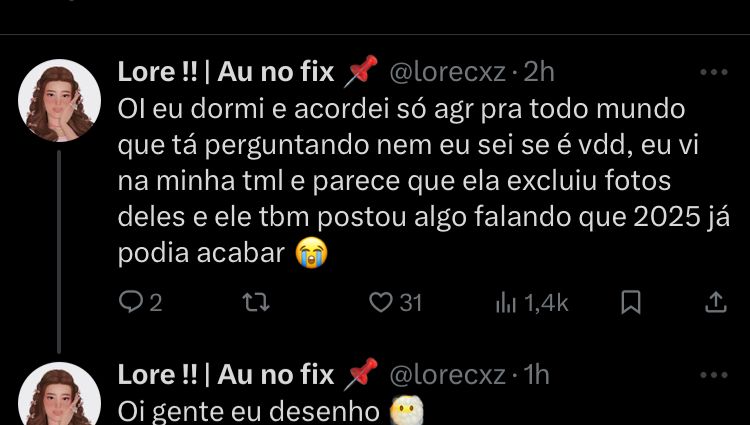 Lore !! | Au no fix 📌 @lorecxz · 2h
OI eu dormi e acordei só agr pra todo mundo
que tá perguntando nem eu sei se é vdd, eu vi
na minha tml e parece que ela excluiu fotos
deles e ele tbm postou algo falando que 2025 já
podia acabar 😭
2 31 1,4k
Lore !! | Au no fix 📌 @lorecxz · 1h
Oi gente eu desenho